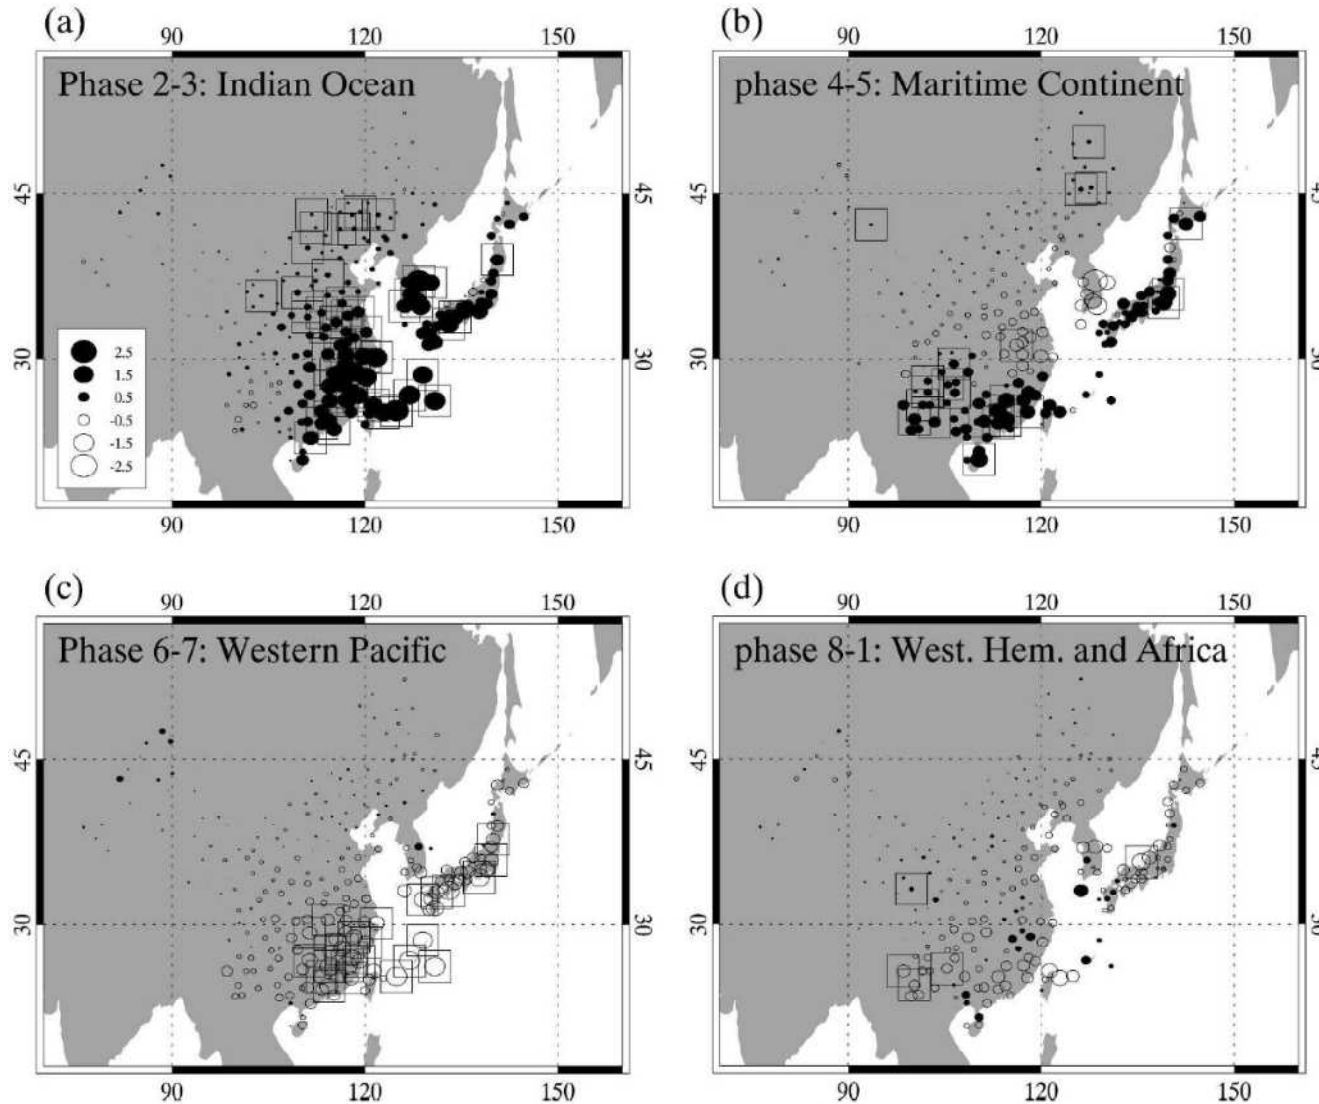 (a)
(b)
90 120 150
90 120 150
Phase 2-3: Indian Ocean
phase 4-5: Maritime Continent
45 45 45
30 30 30 30
2.5
1.5
0.5
-0.5
-1.5
-2.5
90 120 150
90 120 150
(c)
(d)
90 120 150
90 120 150
Phase 6-7: Western Pacific
phase 8-1: West. Hem. and Africa
45 45
30 30 30
90 120 150
90 120 150